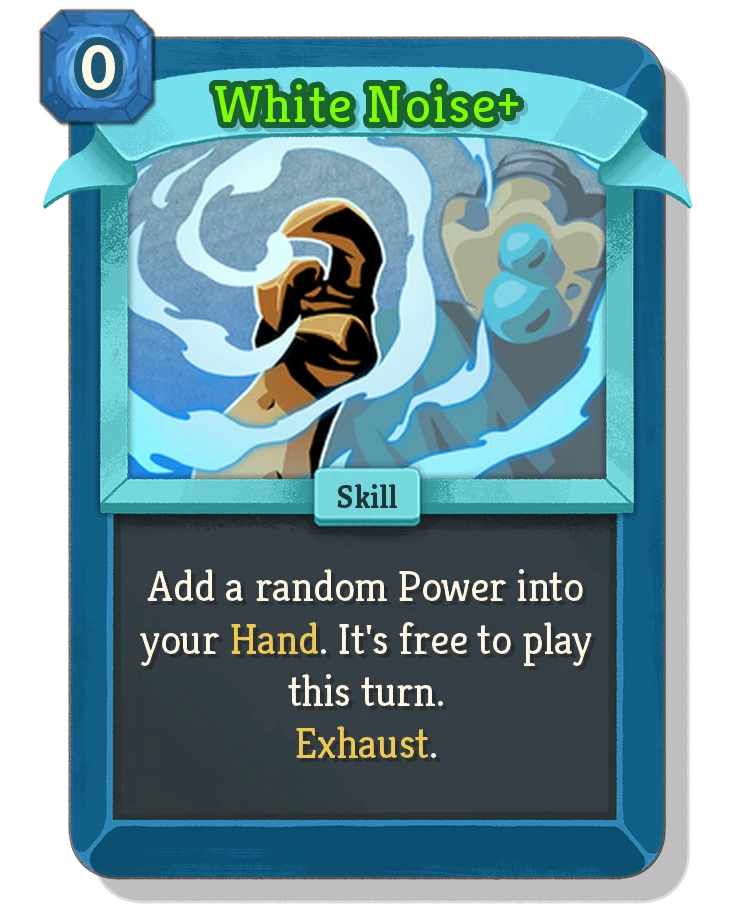 0
White Noise+
Skill
Add a random Power into
your Hand. It's free to play
this turn.
Exhaust.